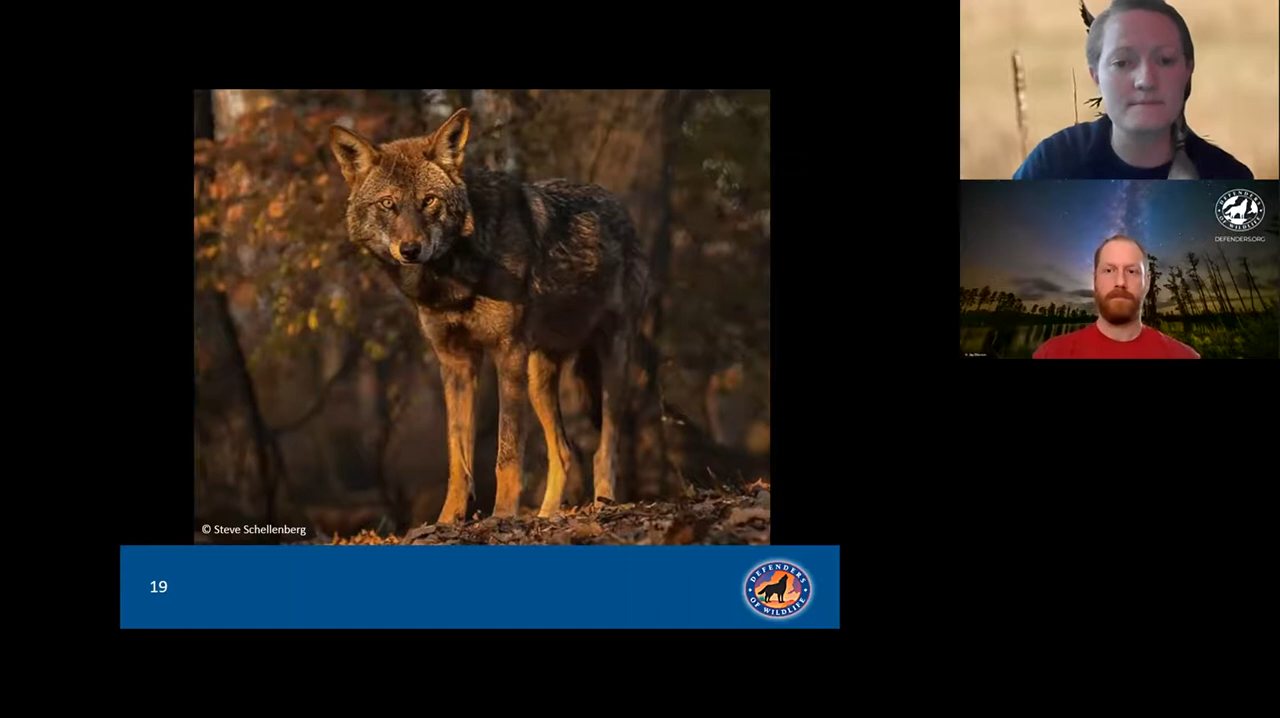 © Steve Schellenberg
19
DEFENDERS
OF WILDLIFE
DEFENDERS
OF WILDLIFE
DEFENDERS.ORG